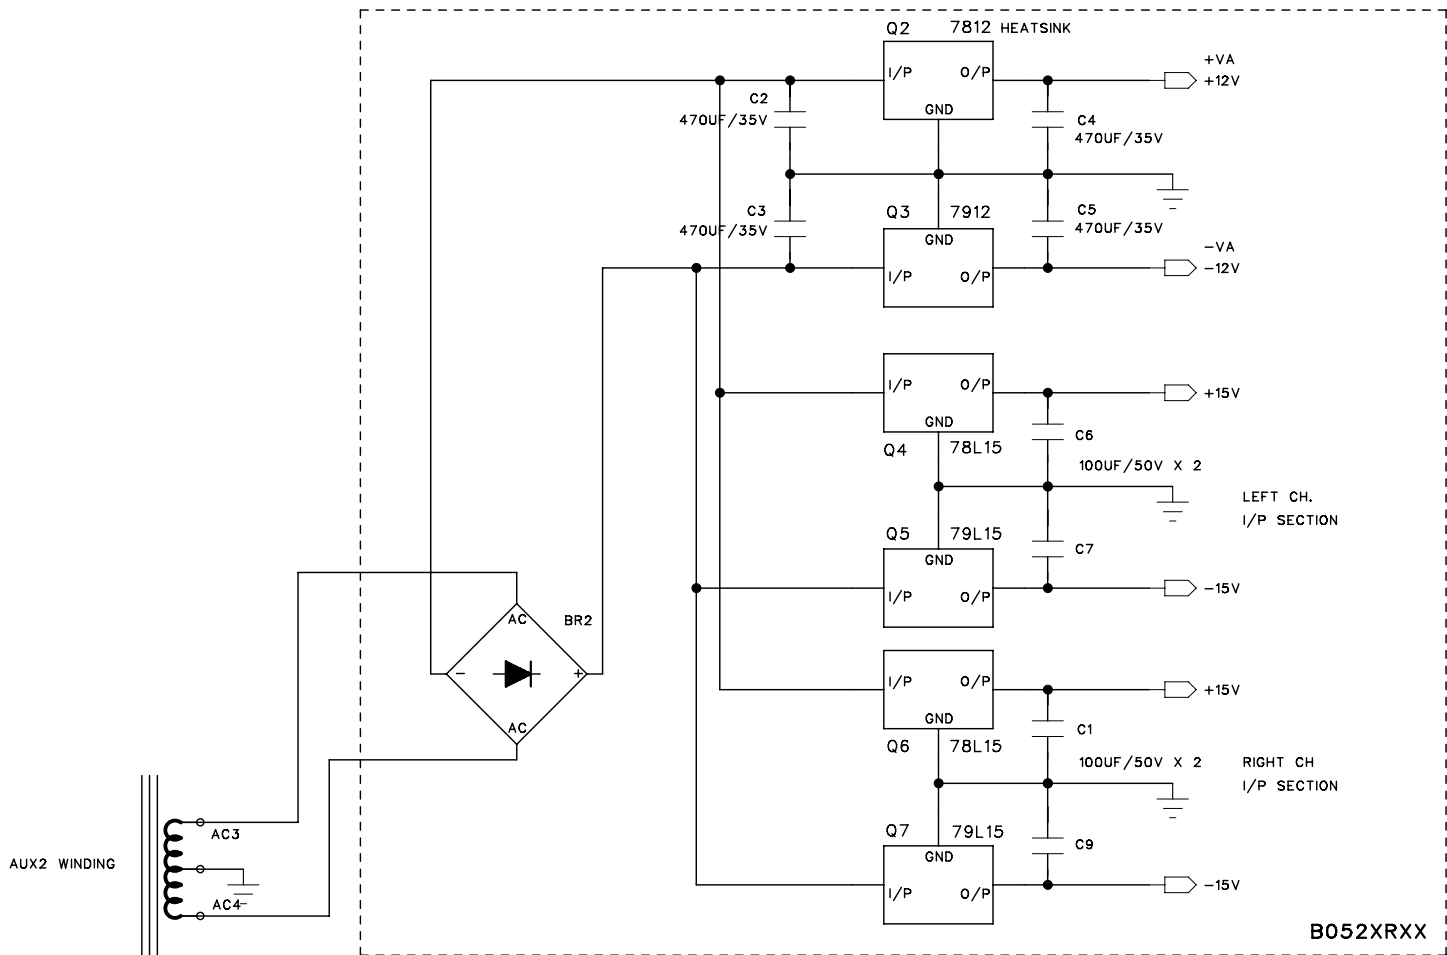 Q2 7812 HEATSINK
I/P O/P
GND
+VA
+12V
C2
470UF/35V
C4
470UF/35V
C3
470UF/35V
Q3 7912
GND
I/P O/P
C5
470UF/35V
-VA
-12V
I/P O/P
GND
Q4 78L15
+15V
C6
100UF/50V X 2
LEFT CH.
I/P SECTION
Q5 79L15
GND
I/P O/P
C7
-15V
AC
BR2
- +
AC
I/P O/P
GND
Q6 78L15
+15V
C1
100UF/50V X 2
RIGHT CH
I/P SECTION
Q7 79L15
GND
I/P O/P
C9
-15V
AC3
AUX2 WINDING
AC4
B052XRXX